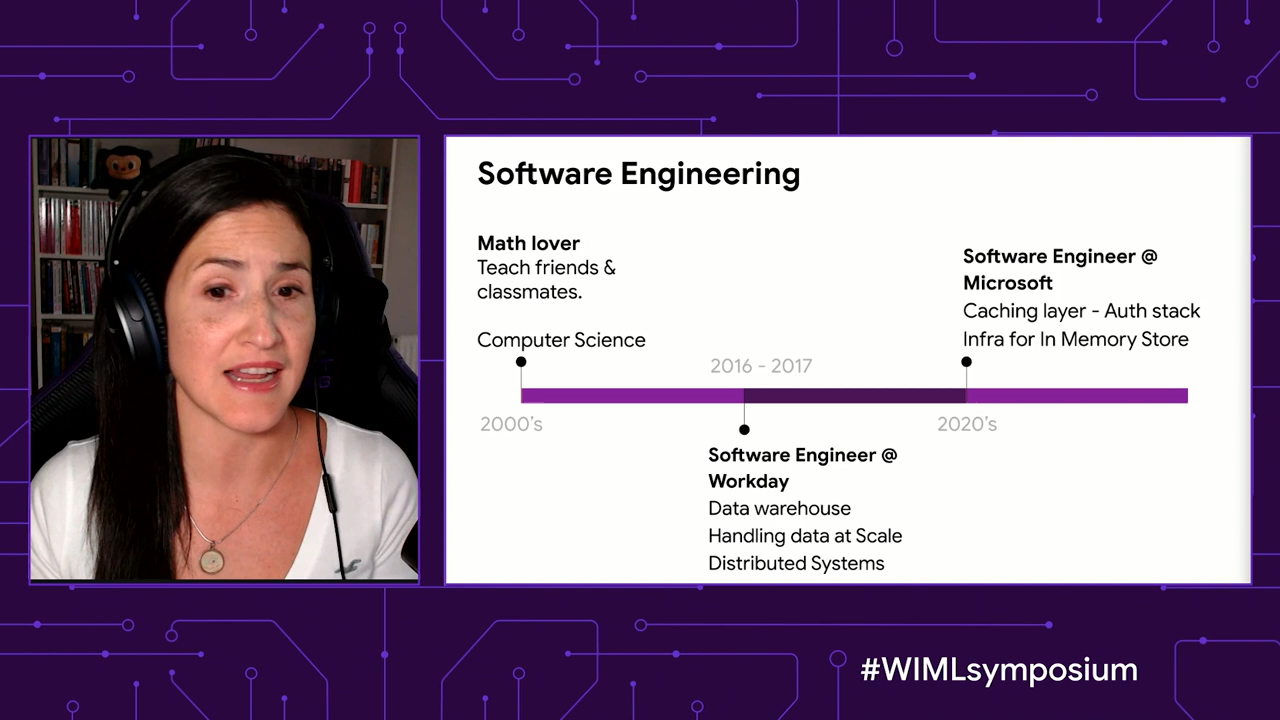 Software Engineering
Math lover
Teach friends &
classmates.
Computer Science
2000's
2016 - 2017
Software Engineer @
Workday
Data warehouse
Handling data at Scale
Distributed Systems
Software Engineer @
Microsoft
Caching layer - Auth stack
Infra for In Memory Store
2020's
#WIMLsymposium